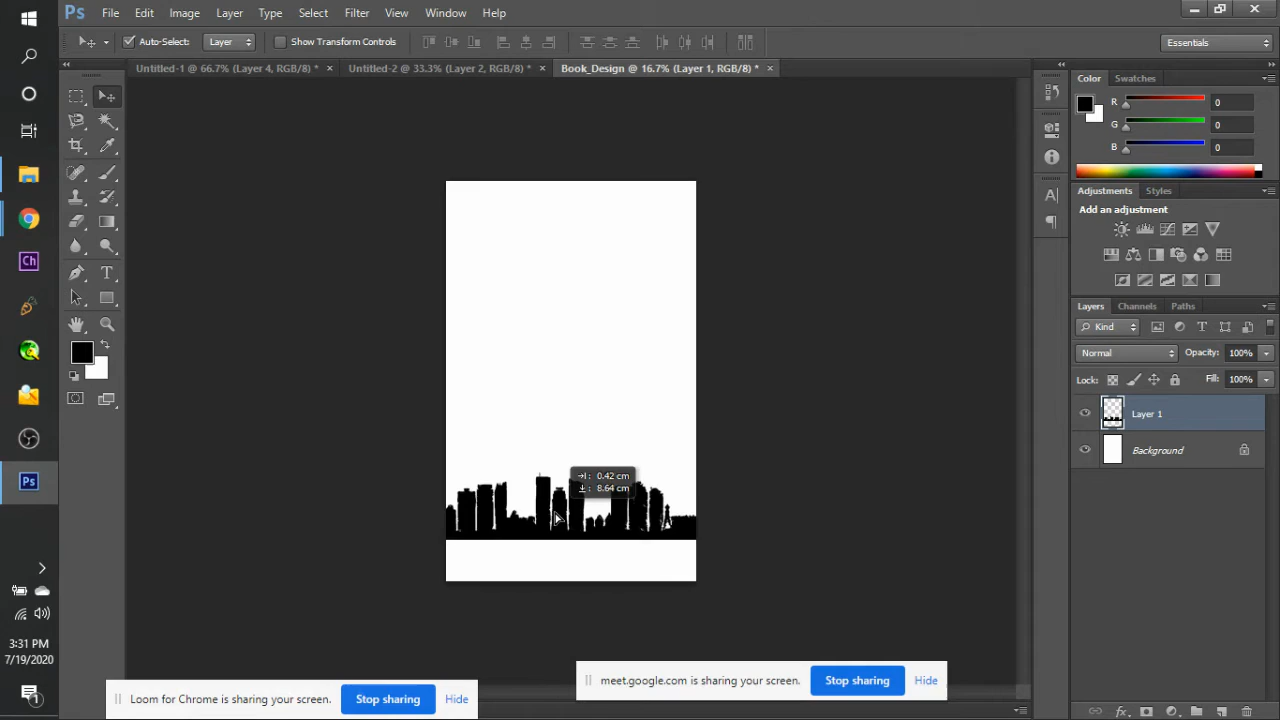 Ps File Edit Image Layer Type Select Filter View Window Help
Auto-Select: Layer Show Transform Controls Essentials
Untitled-1 @ 66.7% (Layer 4, RGB/8) * × Untitled-2 @ 33.3% (Layer 2, RGB/8) * × Book_Design @ 16.7% (Layer 1, RGB/8) * ×
Color Swatches
R 0
G 0
B 0
Adjustments Styles
Add an adjustment
Layers Channels Paths
Kind
Normal Opacity: 100%
Lock: Fill: 100%
Layer 1
Background
0.42 cm
8.64 cm
Ch
Ps
3:31 PM
7/19/2020
1
Loom for Chrome is sharing your screen. Stop sharing Hide
meet.google.com is sharing your screen. Stop sharing Hide